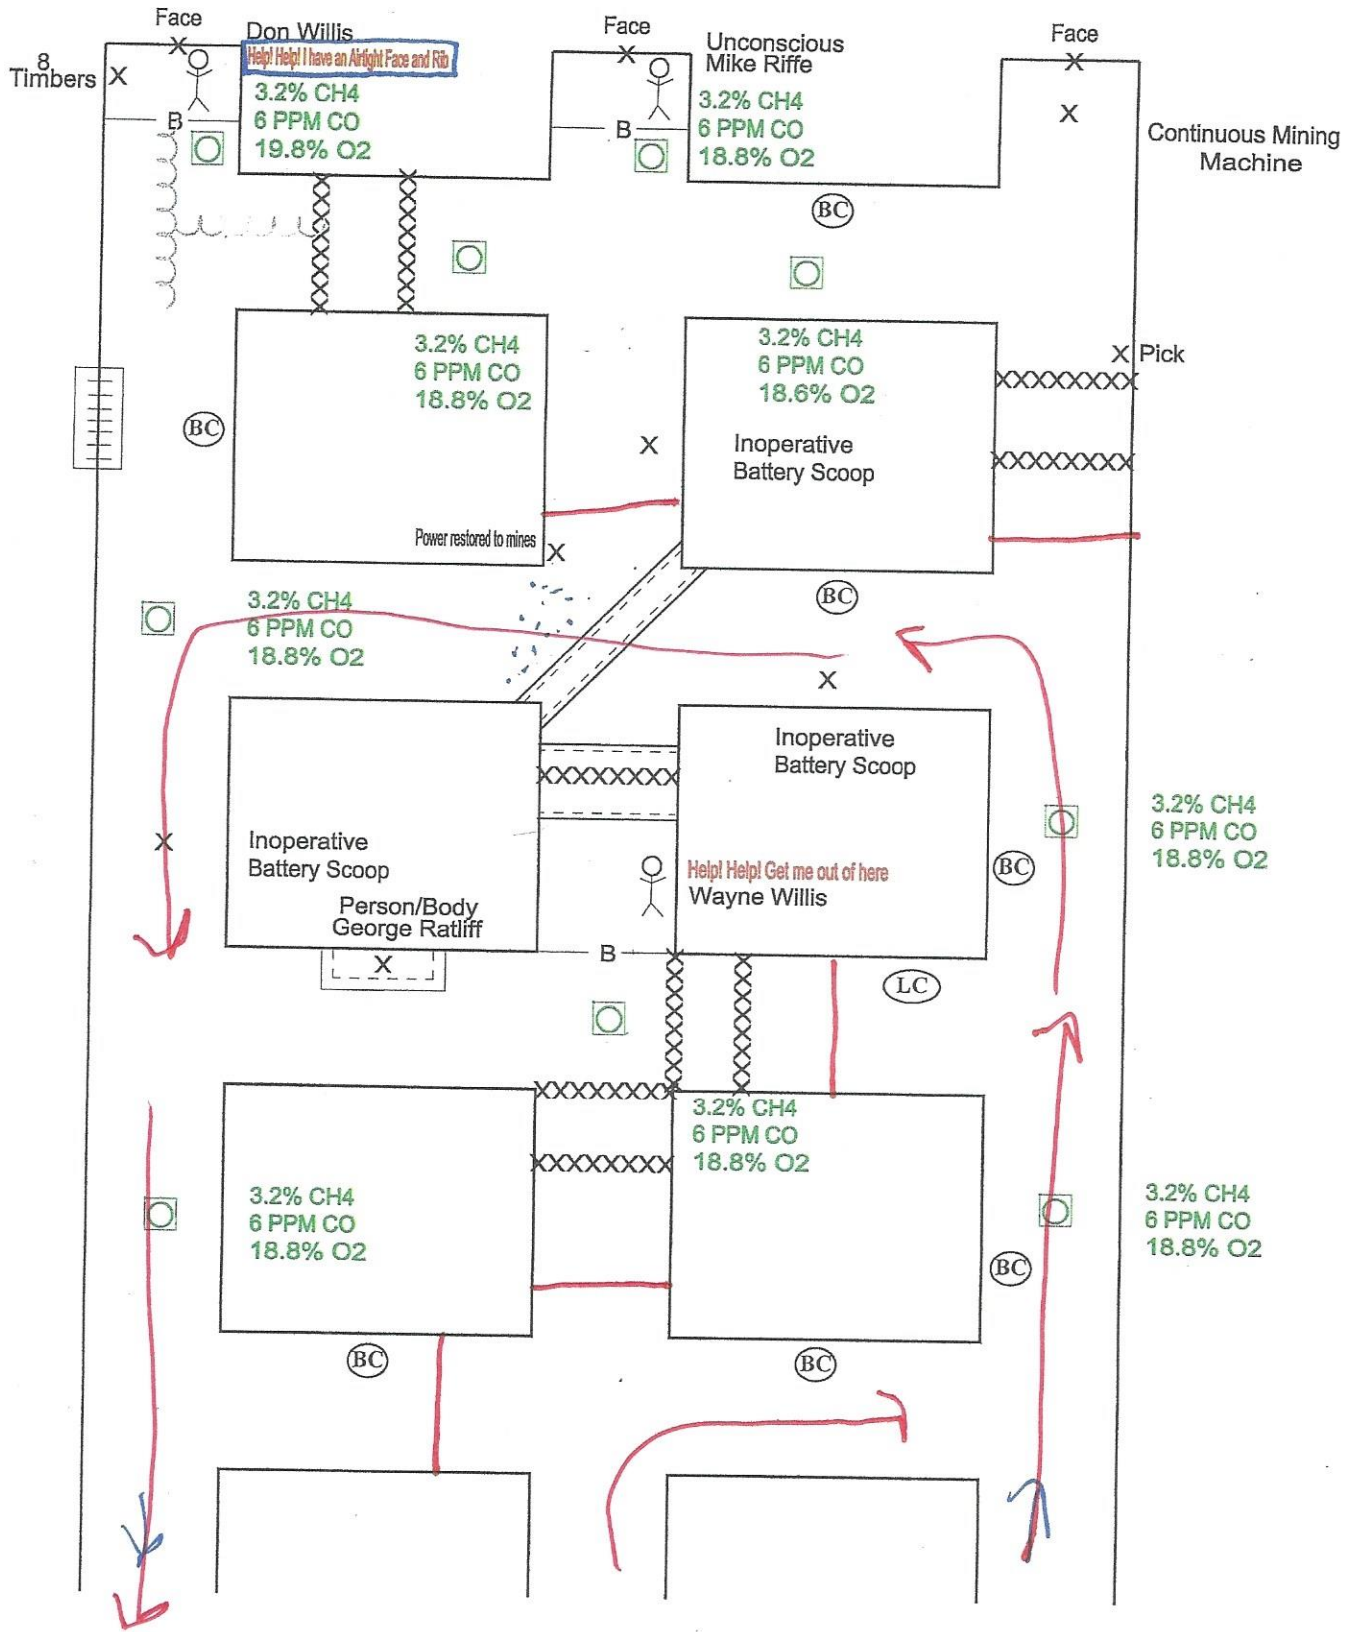 Face
Face
Face
8
Timbers
X
X
Don Willis
Help! Help! I have an Airtight Face and Rib
3.2% CH4
6 PPM CO
19.8% O2
B
X
B
Unconscious
Mike Riffe
3.2% CH4
6 PPM CO
18.8% O2
X
X
Continuous Mining
Machine
BC
3.2% CH4
6 PPM CO
18.8% O2
BC
Power restored to mines
X
X
3.2% CH4
6 PPM CO
18.6% O2
Inoperative
Battery Scoop
X Pick
XXXXXXXX
XXXXXXXX
BC
3.2% CH4
6 PPM CO
18.8% O2
X
Inoperative
Battery Scoop
XXXXXXXX
X
Inoperative
Battery Scoop
Person/Body
George Ratliff
X
Help! Help! Get me out of here
Wayne Willis
B
BC
3.2% CH4
6 PPM CO
18.8% O2
LC
XXXXXXXX
XXXXXXXX
3.2% CH4
6 PPM CO
18.8% O2
3.2% CH4
6 PPM CO
18.8% O2
3.2% CH4
6 PPM CO
18.8% O2
BC
BC
BC